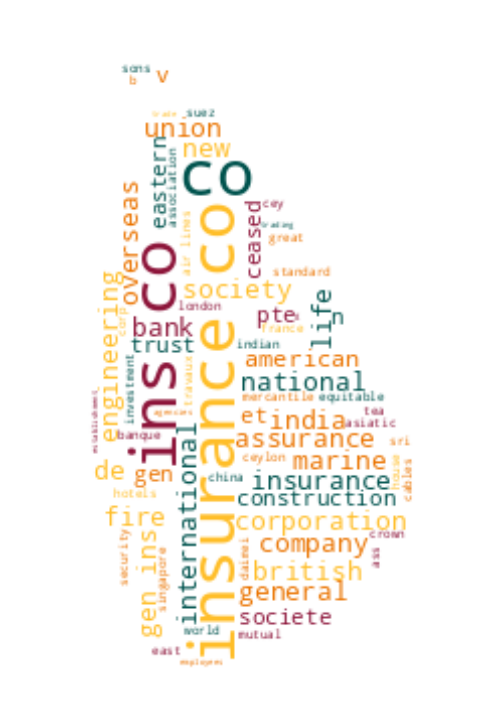 sons
b
v
trade
suez
union
new
eastern
association
co
overseas
air lines
ceased
cey
trading
great
standard
ins co
insurance co
society
london
engineering
corp
bank
pte
france
life
n
trust
indian
investment
travaux
american
national
mercantile
equitable
agencies
et
india
tea
asiatic
establishment
banque
assurance
sri
international
de
gen
ceylon
marine
house
cables
china
insurance
hotels
construction
fire
corporation
crown
security
gen ins
singapore
daimei
company
ass
british
general
societe
world
mutual
east
employees